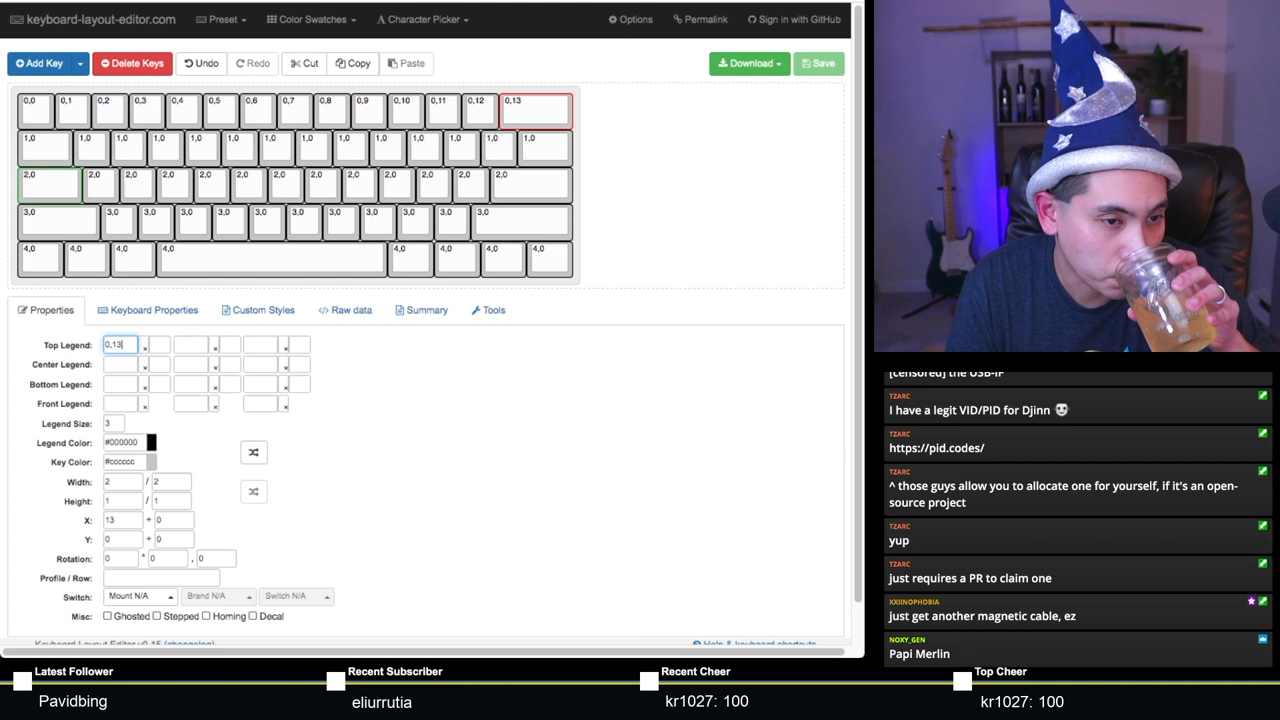 keyboard-layout-editor.com Preset Color Swatches Character Picker Options Permalink Sign in with GitHub
Add Key Delete Keys Undo Redo Cut Copy Paste Download Save
0,0 0,1 0,2 0,3 0,4 0,5 0,6 0,7 0,8 0,9 0,10 0,11 0,12 0,13
1,0 1,0 1,0 1,0 1,0 1,0 1,0 1,0 1,0 1,0 1,0 1,0 1,0 1,0
2,0 2,0 2,0 2,0 2,0 2,0 2,0 2,0 2,0 2,0 2,0 2,0 2,0
3,0 3,0 3,0 3,0 3,0 3,0 3,0 3,0 3,0 3,0 3,0 3,0
4,0 4,0 4,0 4,0 4,0 4,0 4,0 4,0
Properties Keyboard Properties Custom Styles </> Raw data Summary Tools
Top Legend: 0,13
Center Legend:
Bottom Legend:
Front Legend:
Legend Size: 3
Legend Color: #000000
Key Color: #cccccc
Width: 2 / 2
Height: 1 / 1
X: 13 + 0
Y: 0 + 0
Rotation: 0 ° 0 , 0
Profile / Row:
Switch: Mount N/A Brand N/A Switch N/A
Misc: Ghosted Stepped Homing Decal
Keyboard Layout Editor v0.15 (changelog) Help & keyboard shortcuts
[censored] the USB-IF
TZARC
I have a legit VID/PID for Djinn
TZARC
https://pid.codes/
TZARC
^ those guys allow you to allocate one for yourself, if it's an open-
source project
TZARC
yup
TZARC
just requires a PR to claim one
XXIINOPHOBIA
just get another magnetic cable, ez
NOXY_GEN
Papi Merlin
Latest Follower
Pavidbing
Recent Subscriber
eliurrutia
Recent Cheer
kr1027: 100
Top Cheer
kr1027: 100